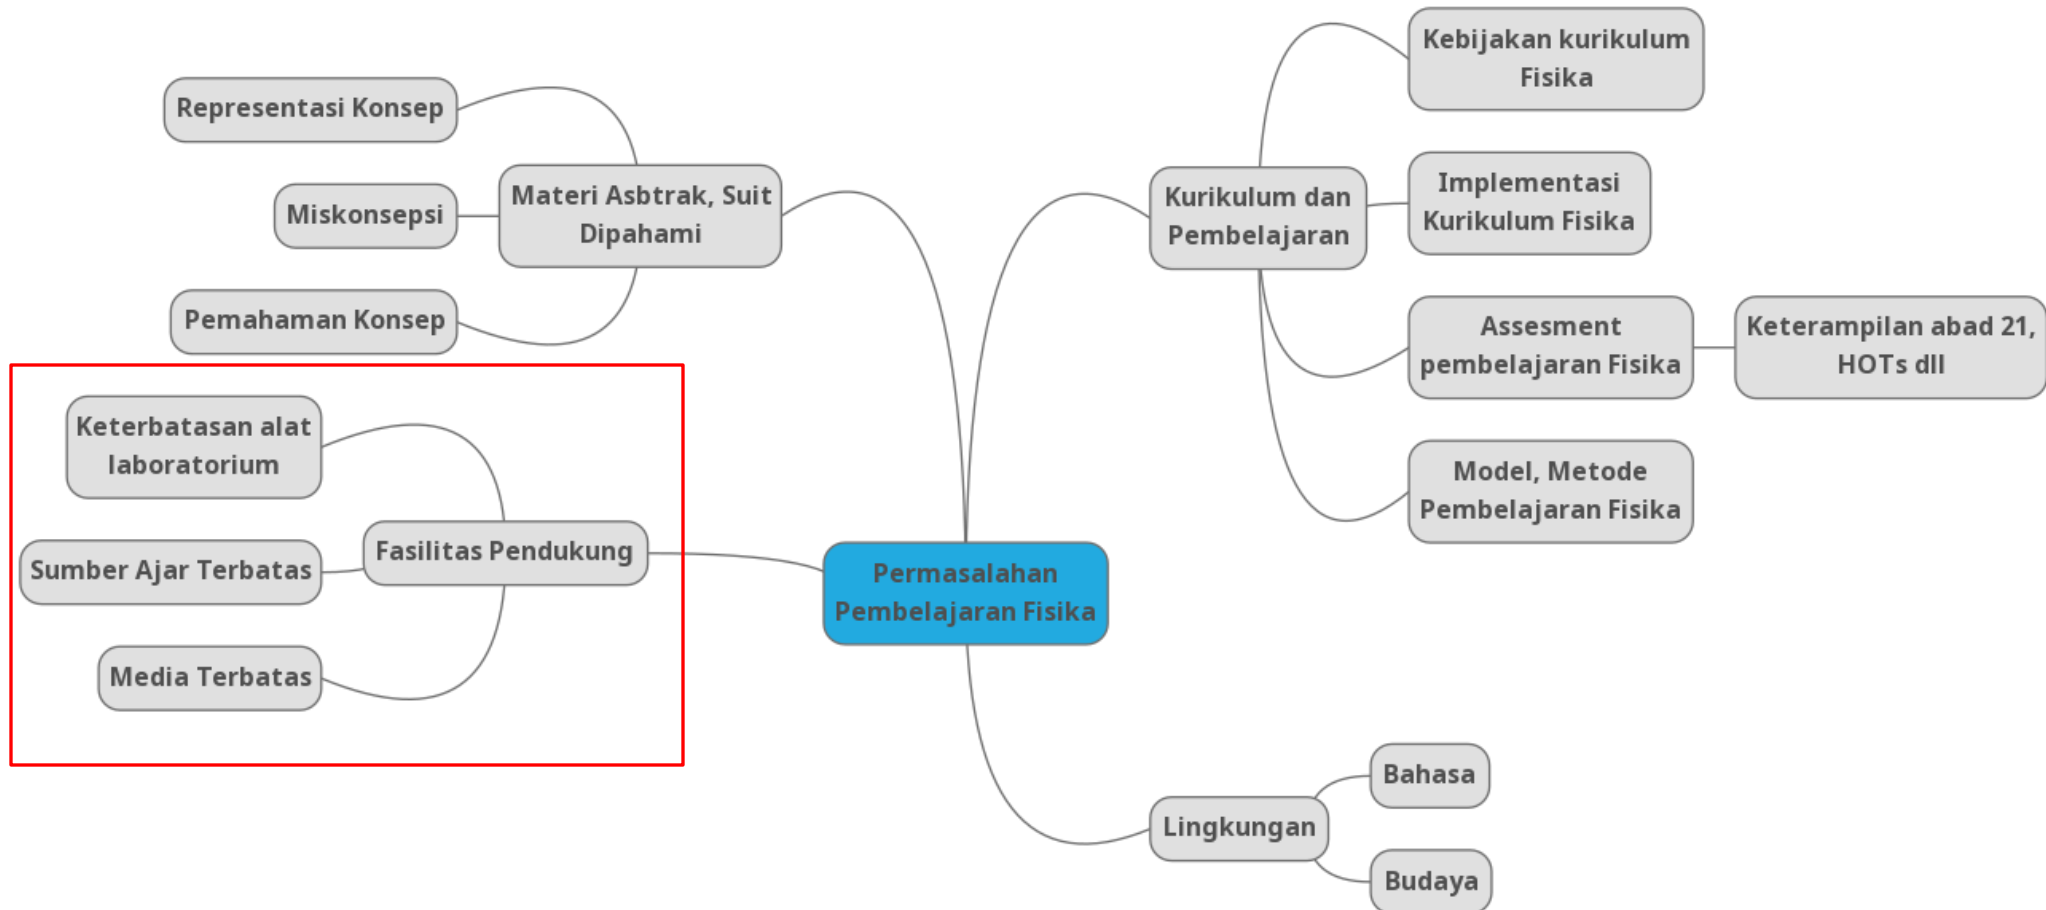 Kebijakan kurikulum
Fisika
Representasi Konsep
Implementasi
Kurikulum Fisika
Materi Asbtrak, Suit
Dipahami
Kurikulum dan
Pembelajaran
Miskonsepsi
Pemahaman Konsep
Assesment
pembelajaran Fisika
Keterampilan abad 21,
HOTs dll
Keterbatasan alat
laboratorium
Model, Metode
Pembelajaran Fisika
Fasilitas Pendukung
Sumber Ajar Terbatas
Permasalahan
Pembelajaran Fisika
Media Terbatas
Bahasa
Lingkungan
Budaya